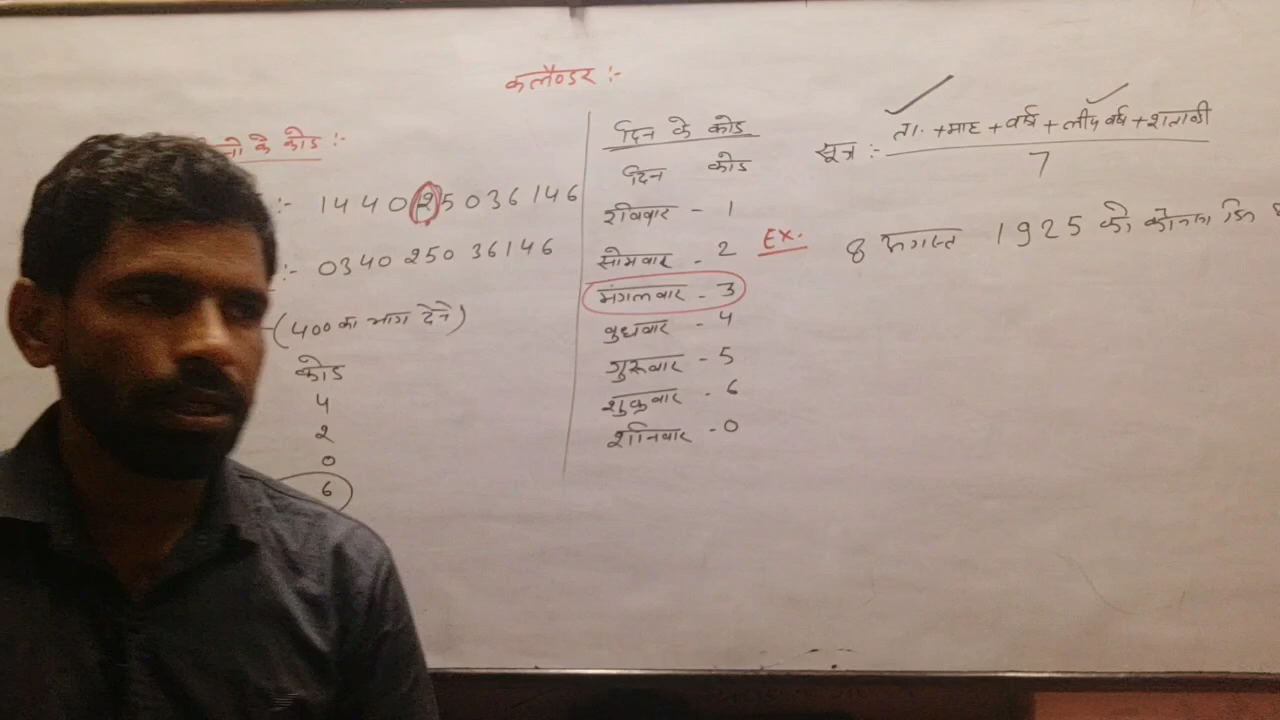 कलैण्डर :-
नो के कोड :-
:- 144025036146
:- 034025036146
(400 का भाग देने)
कोड
4
2
0
6
दिन के कोड
दिन कोड
रविवार - 1
सोमवार - 2
मंगलवार - 3
बुधवार - 4
गुरूवार - 5
शुक्रवार - 6
शनिवार - 0
सूत्र :- ता. + माह + वर्ष + लीप वर्ष + शताब्दी
7
Ex. 8 अगस्त 1925 को कौनसा दिन